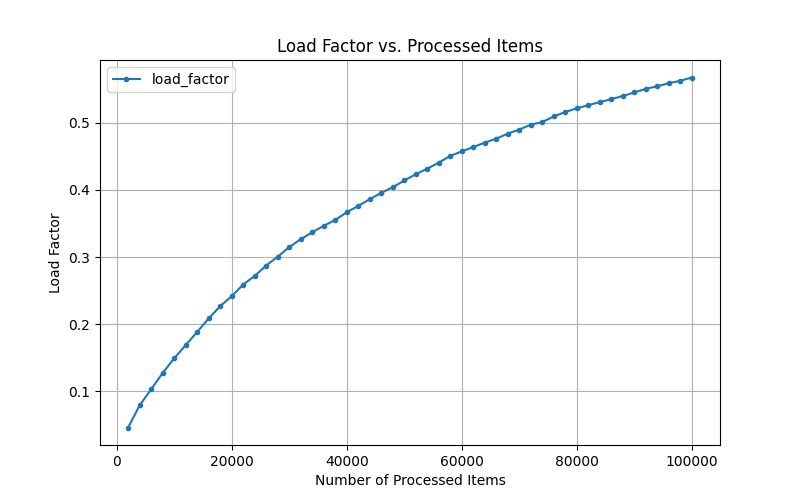 Load Factor vs. Processed Items
load_factor
Load Factor
0.5
0.4
0.3
0.2
0.1
0 20000 40000 60000 80000 100000
Number of Processed Items